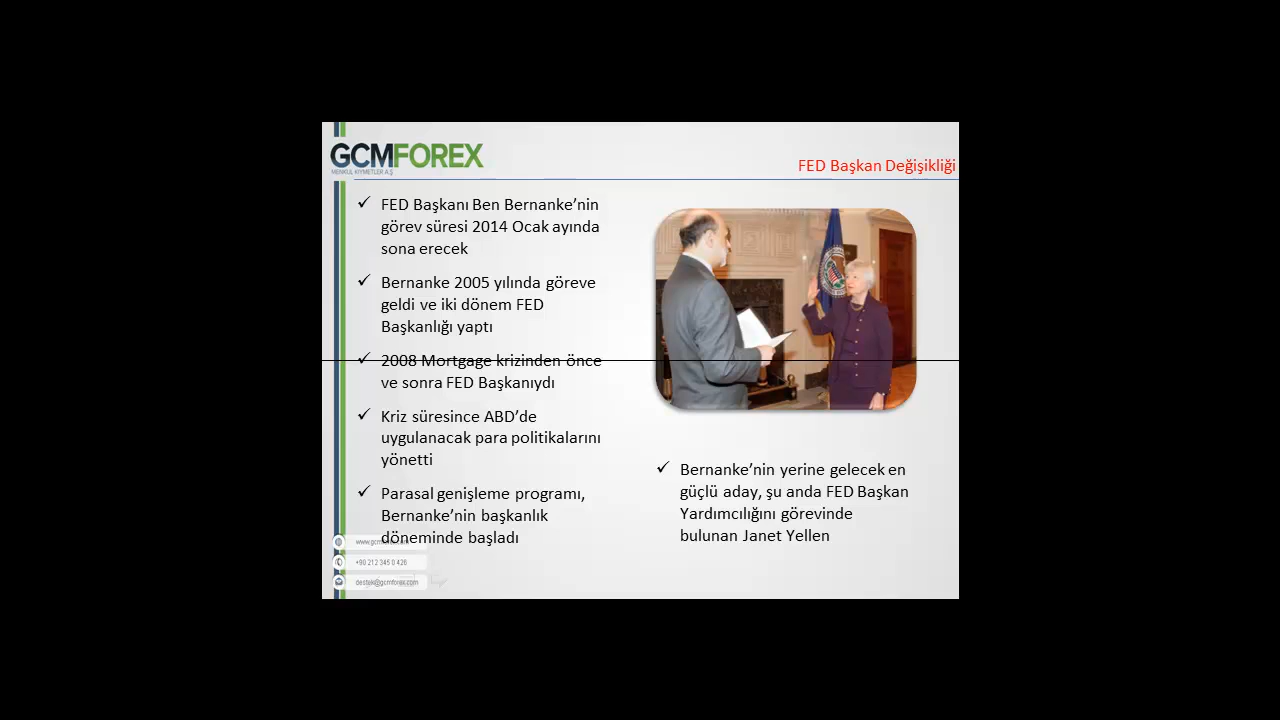 GCMFOREX
MENKUL KIYMETLER A.Ş
FED Başkan Değişikliği
FED Başkanı Ben Bernanke’nin
görev süresi 2014 Ocak ayında
sona erecek
Bernanke 2005 yılında göreve
geldi ve iki dönem FED
Başkanlığı yaptı
2008 Mortgage krizinden önce
ve sonra FED Başkanıydı
Kriz süresince ABD’de
uygulanacak para politikalarını
yönetti
Parasal genişleme programı,
Bernanke’nin başkanlık
döneminde başladı
Bernanke’nin yerine gelecek en
güçlü aday, şu anda FED Başkan
Yardımcılığını görevinde
bulunan Janet Yellen
+90 212 345 0 426
destek@gcmforex.com